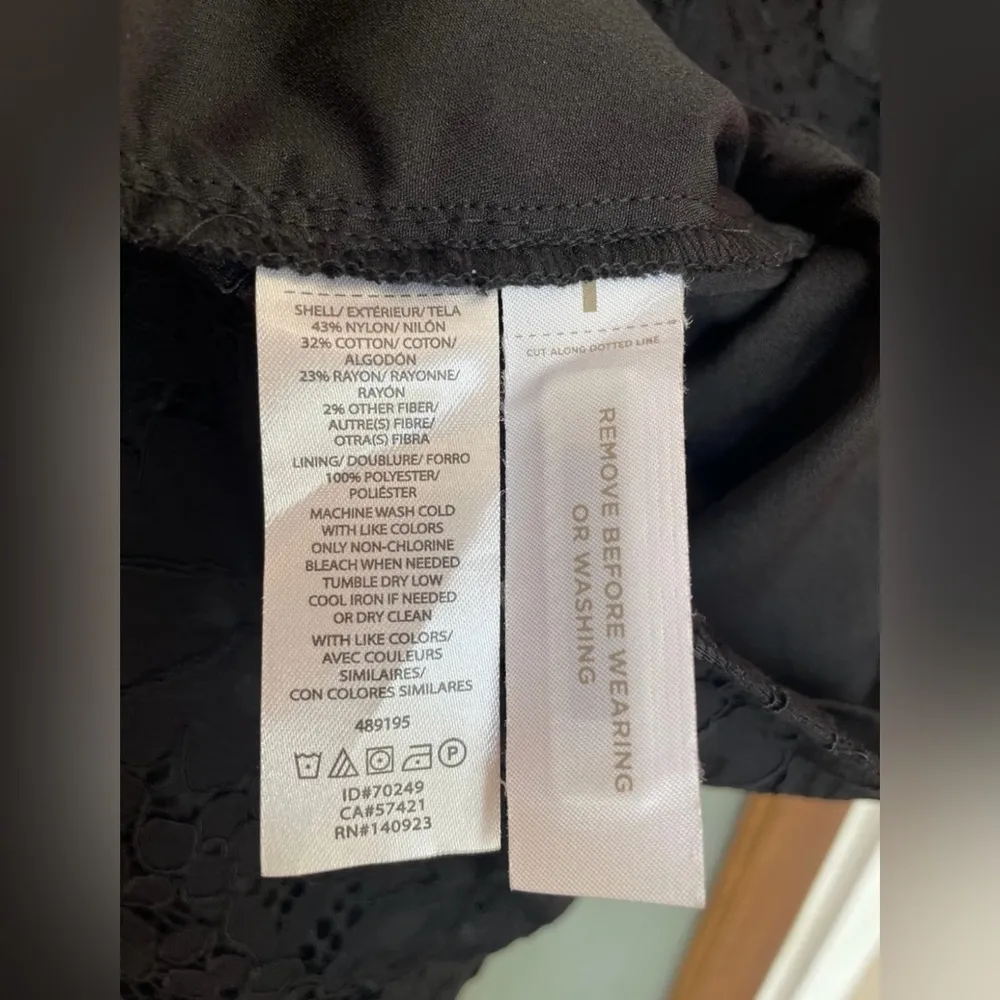 SHELL/ EXTÉRIEUR/ TELA
43% NYLON/ NILÓN
32% COTTON/ COTON/
ALGODÓN
23% RAYON/ RAYONNE/
RAYÓN
2% OTHER FIBER/
AUTRE(S) FIBRE/
OTRA(S) FIBRA
LINING/ DOUBLURE/ FORRO
100% POLYESTER/
POLIÉSTER
MACHINE WASH COLD
WITH LIKE COLORS
ONLY NON-CHLORINE
BLEACH WHEN NEEDED
TUMBLE DRY LOW
COOL IRON IF NEEDED
OR DRY CLEAN
WITH LIKE COLORS/
AVEC COULEURS
SIMILAIRES/
CON COLORES SIMILARES
489195
P
ID#70249
CA#57421
RN#140923
CUT ALONG DOTTED LINE
REMOVE BEFORE WEARING
OR WASHING